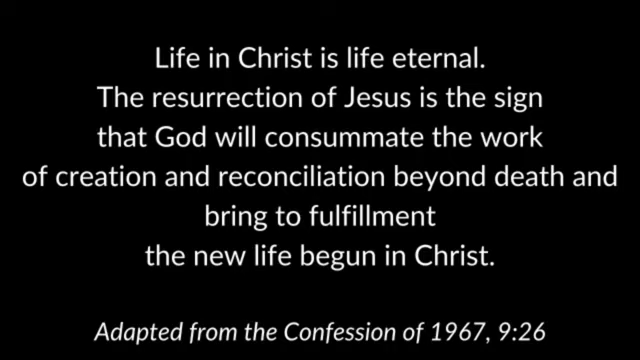 Life in Christ is life eternal.
The resurrection of Jesus is the sign
that God will consummate the work
of creation and reconciliation beyond death and
bring to fulfillment
the new life begun in Christ.
Adapted from the Confession of 1967, 9:26